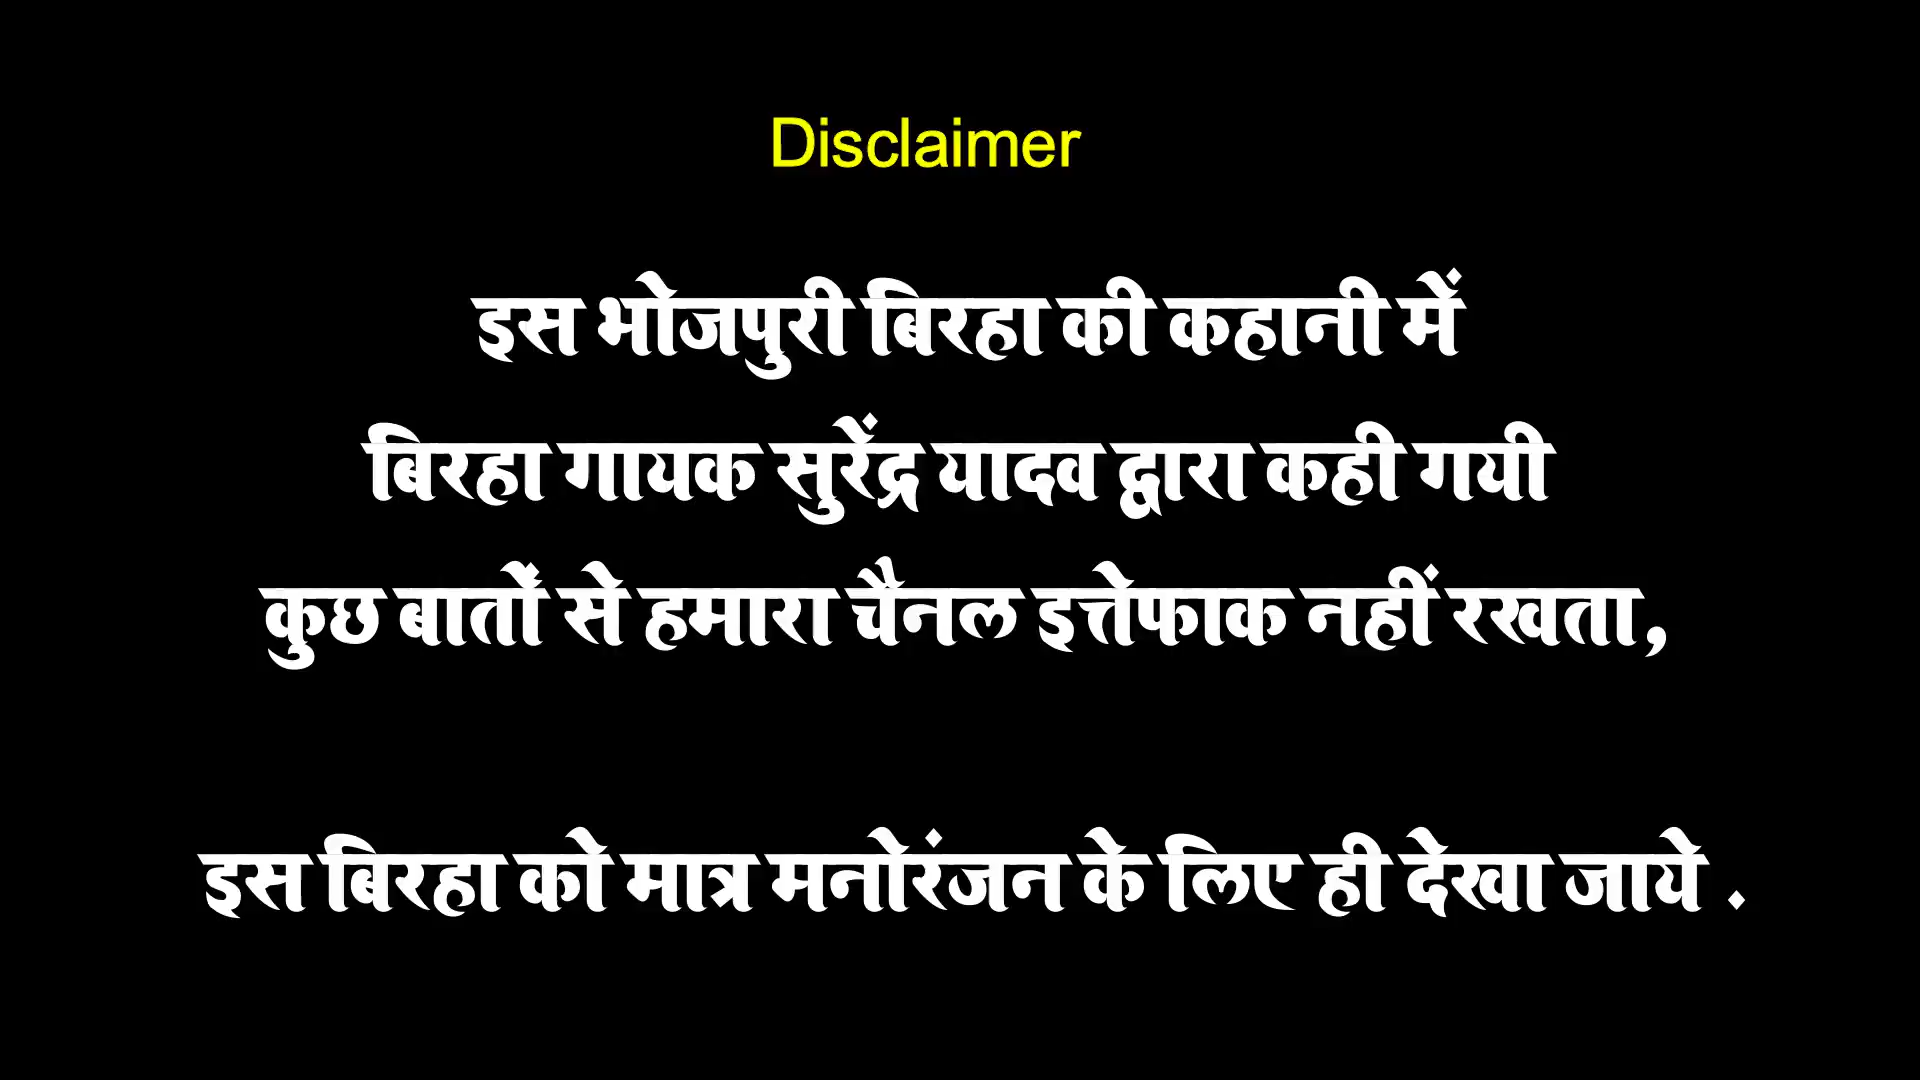 Disclaimer
इस भोजपुरी बिरहा की कहानी में
बिरहा गायक सुरेंद्र यादव द्वारा कही गयी
कुछ बातों से हमारा चैनल इत्तेफाक नहीं रखता,
इस बिरहा को मात्र मनोरंजन के लिए ही देखा जाये .